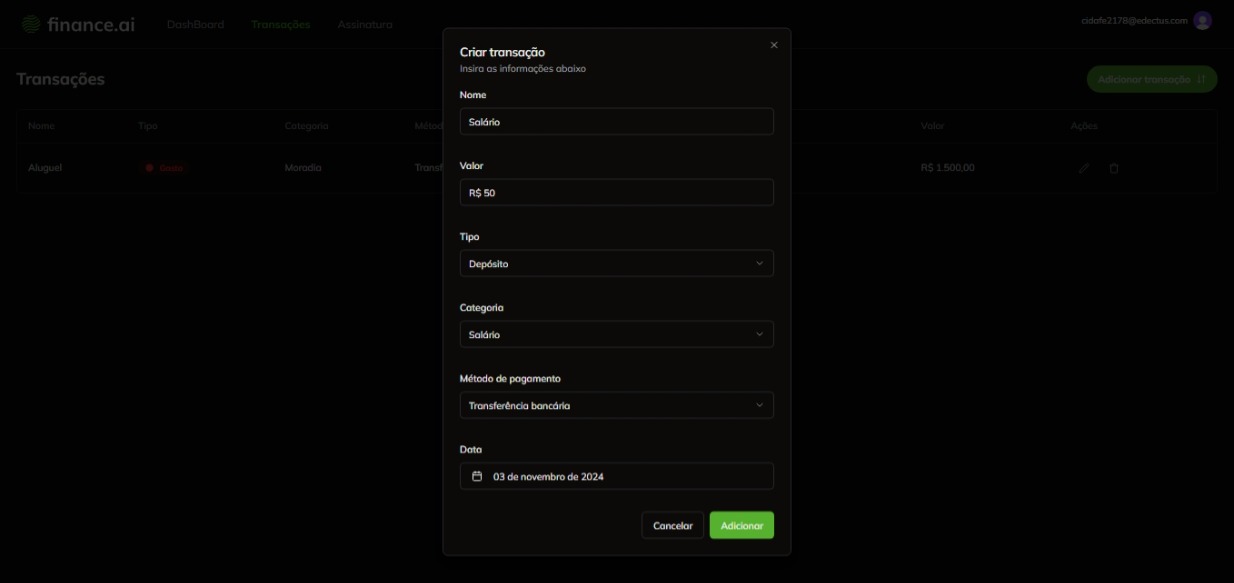 finance.ai
DashBoard
Transações
Assinatura
cidafe2178@edectus.com
Transações
Adicionar transação
Nome
Tipo
Categoria
Métod
Valor
Ações
Aluguel
Gasto
Moradia
Transf
R$ 1.500,00
Criar transação
Insira as informações abaixo
Nome
Salário
Valor
R$ 50
Tipo
Depósito
Categoria
Salário
Método de pagamento
Transferência bancária
Data
03 de novembro de 2024
Cancelar
Adicionar